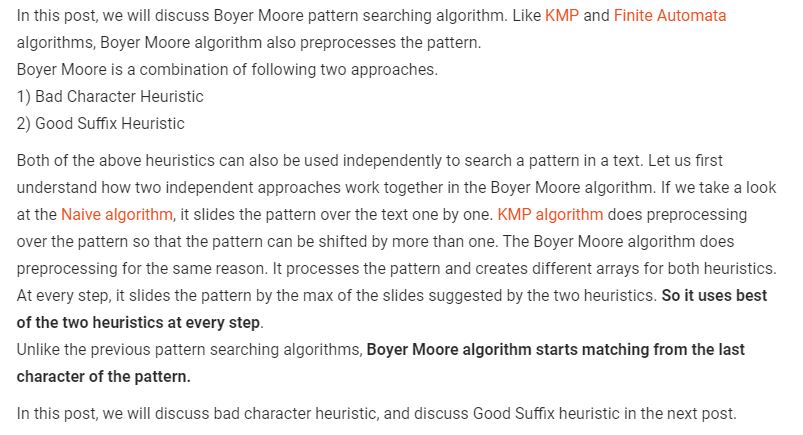 In this post, we will discuss Boyer Moore pattern searching algorithm. Like KMP and Finite Automata
algorithms, Boyer Moore algorithm also preprocesses the pattern.
Boyer Moore is a combination of following two approaches.
1) Bad Character Heuristic
2) Good Suffix Heuristic
Both of the above heuristics can also be used independently to search a pattern in a text. Let us first
understand how two independent approaches work together in the Boyer Moore algorithm. If we take a look
at the Naive algorithm, it slides the pattern over the text one by one. KMP algorithm does preprocessing
over the pattern so that the pattern can be shifted by more than one. The Boyer Moore algorithm does
preprocessing for the same reason. It processes the pattern and creates different arrays for both heuristics.
At every step, it slides the pattern by the max of the slides suggested by the two heuristics. So it uses best
of the two heuristics at every step.
Unlike the previous pattern searching algorithms, Boyer Moore algorithm starts matching from the last
character of the pattern.
In this post, we will discuss bad character heuristic, and discuss Good Suffix heuristic in the next post.